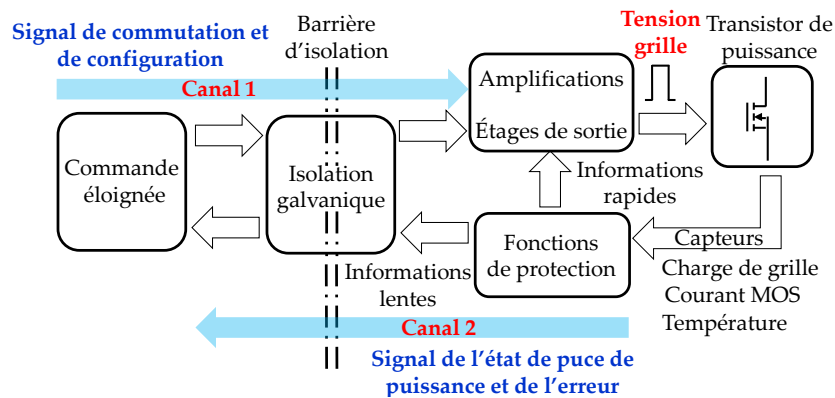 Signal de commutation et
de configuration
Canal 1
Barrière
d'isolation
Tension
grille
Transistor de
puissance
Commande
éloignée
Isolation
galvanique
Amplifications
Étages de sortie
Informations
rapides
Fonctions
de protection
Informations
lentes
Capteurs
Charge de grille
Courant MOS
Température
Canal 2
Signal de l'état de puce de
puissance et de l'erreur